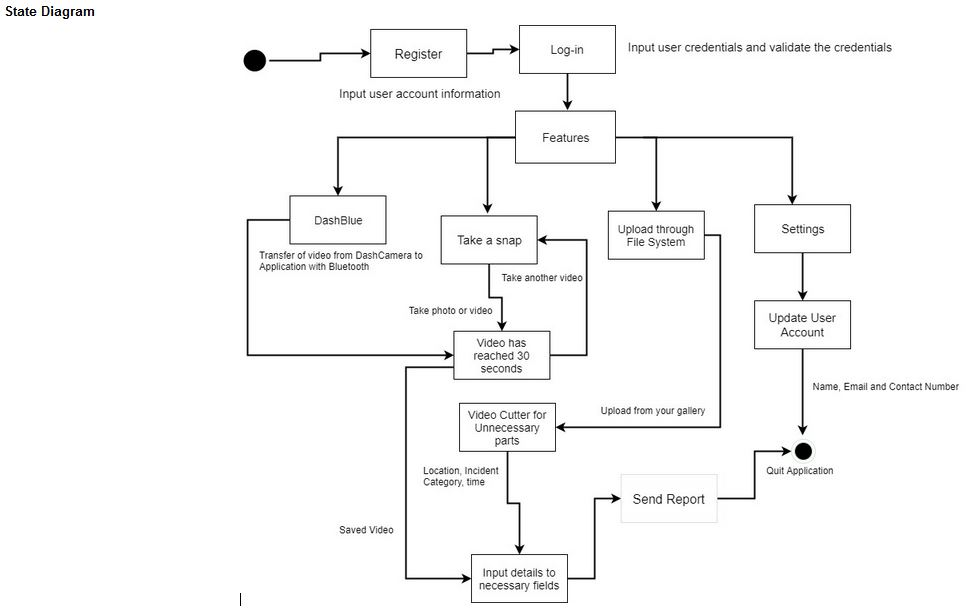 State Diagram
Register
Log-in
Input user credentials and validate the credentials
Input user account information
Features
DashBlue
Transfer of video from DashCamera to
Application with Bluetooth
Take a snap
Upload through
File System
Settings
Take another video
Take photo or video
Video has
reached 30
seconds
Update User
Account
Name, Email and Contact Number
Upload from your gallery
Video Cutter for
Unnecessary
parts
Location, Incident
Category, time
Quit Application
Send Report
Saved Video
Input details to
necessary fields